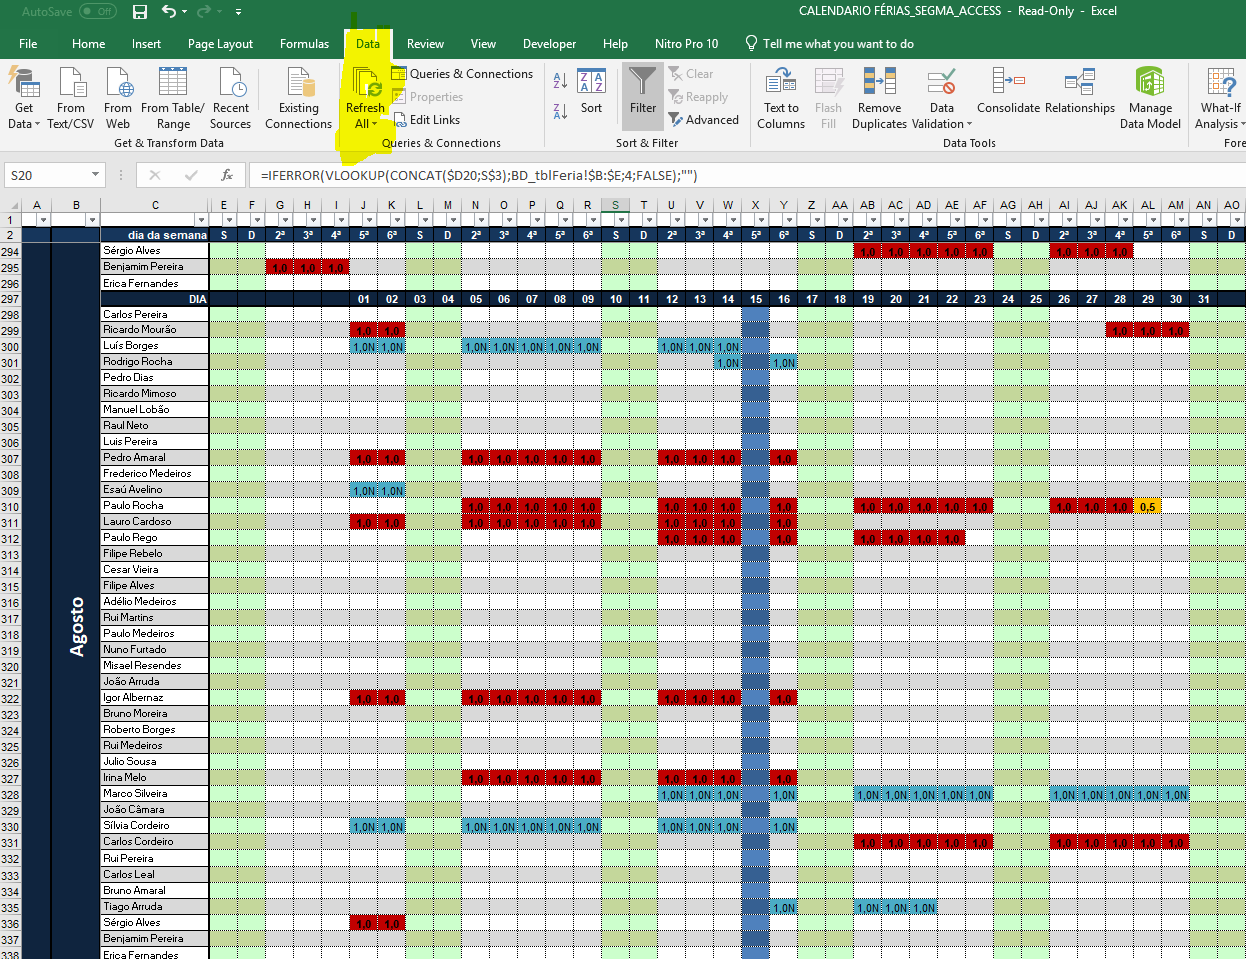 AutoSave Off CALENDARIO FÉRIAS_SEGMA_ACCESS - Read-Only - Excel
File Home Insert Page Layout Formulas Data Review View Developer Help Nitro Pro 10 Tell me what you want to do
Get Data From Text/CSV From Web From Table/ Range Recent Sources Existing Connections Refresh All Queries & Connections Properties Edit Links Sort Filter Clear Reapply Advanced Text to Columns Flash Fill Remove Duplicates Data Validation Consolidate Relationships Manage Data Model What-If Analysis
Get & Transform Data Queries & Connections Sort & Filter Data Tools Fore
S20 fx =IFERROR(VLOOKUP(CONCAT($D20;S$3);BD_tblFeria!$B:$E;4;FALSE);"")
A B C E F G H I J K L M N O P Q R S T U V W X Y Z AA AB AC AD AE AF AG AH AI AJ AK AL AM AN AO
1
2 dia da semana S D 2ª 3ª 4ª 5ª 6ª S D 2ª 3ª 4ª 5ª 6ª S D 2ª 3ª 4ª 5ª 6ª S D 2ª 3ª 4ª 5ª 6ª S D 2ª 3ª 4ª 5ª 6ª S D
294 Sérgio Alves 1,0 1,0 1,0 1,0 1,0 1,0 1,0 1,0
295 Benjamim Pereira 1,0 1,0 1,0
296 Erica Fernandes
297 DIA 01 02 03 04 05 06 07 08 09 10 11 12 13 14 15 16 17 18 19 20 21 22 23 24 25 26 27 28 29 30 31
298 Carlos Pereira
299 Ricardo Mourão 1,0 1,0 1,0 1,0 1,0
300 Luís Borges 1,0N 1,0N 1,0N 1,0N 1,0N 1,0N 1,0N 1,0N 1,0N 1,0N
301 Rodrigo Rocha 1,0N 1,0N
302 Pedro Dias
303 Ricardo Mimoso
304 Manuel Lobão
305 Raul Neto
306 Luis Pereira
307 Pedro Amaral 1,0 1,0 1,0 1,0 1,0 1,0 1,0 1,0 1,0 1,0 1,0
308 Frederico Medeiros
309 Esaú Avelino 1,0N 1,0N
310 Paulo Rocha 1,0 1,0 1,0 1,0 1,0 1,0 1,0 1,0 1,0 1,0 1,0 1,0 1,0 1,0 1,0 1,0 1,0 0,5
311 Lauro Cardoso 1,0 1,0 1,0 1,0 1,0 1,0 1,0 1,0 1,0 1,0 1,0
312 Paulo Rego 1,0 1,0 1,0 1,0 1,0 1,0 1,0 1,0
313 Filipe Rebelo
314 Cesar Vieira
315 Filipe Alves
316 Adélio Medeiros
317 Rui Martins
318 Paulo Medeiros
319 Nuno Furtado
320 Misael Resendes
321 João Arruda
322 Igor Albernaz 1,0 1,0 1,0 1,0 1,0 1,0 1,0 1,0 1,0 1,0 1,0
323 Bruno Moreira
324 Roberto Borges
325 Rui Medeiros
326 Julio Sousa
327 Irina Melo 1,0 1,0 1,0 1,0 1,0 1,0 1,0 1,0 1,0
328 Marco Silveira 1,0N 1,0N 1,0N 1,0N 1,0N 1,0N 1,0N 1,0N 1,0N 1,0N 1,0N 1,0N 1,0N 1,0N
329 João Câmara
330 Sílvia Cordeiro 1,0N 1,0N 1,0N 1,0N 1,0N 1,0N 1,0N 1,0N 1,0N 1,0N 1,0N
331 Carlos Cordeiro 1,0 1,0 1,0 1,0 1,0 1,0 1,0 1,0 1,0 1,0
332 Rui Pereira
333 Carlos Leal
334 Bruno Amaral
335 Tiago Arruda 1,0N 1,0N 1,0N 1,0N
336 Sérgio Alves 1,0 1,0
337 Benjamim Pereira
338 Erica Fernandes
Agosto